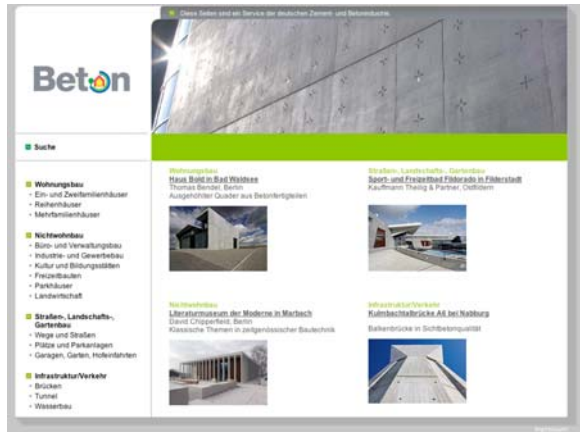 Diese Seiten sind ein Service der deutschen Zement- und Betonindustrie
Beton
Suche
Wohnungsbau
Ein- und Zweifamilienhäuser
Reihenhäuser
Mehrfamilienhäuser
Nichtwohnbau
Büro- und Verwaltungsbau
Industrie- und Gewerbebau
Kultur und Bildungsstätten
Freizeitbauten
Parkhäuser
Landwirtschaft
Straßen-, Landschafts-,
Gartenbau
Wege und Straßen
Plätze und Parkanlagen
Garagen, Garten, Hofeinfahrten
Infrastruktur/Verkehr
Brücken
Tunnel
Wasserbau
Wohnungsbau
Haus Bold in Bad Waldsee
Thomas Bendel, Berlin
Ausgehöhlter Quader aus Betonfertigteilen
Straßen-, Landschafts-, Gartenbau
Sport- und Freizeitbad Fildorado in Filderstadt
Kauffmann Theilig & Partner, Ostfildern
Nichtwohnbau
Literaturmuseum der Moderne in Marbach
David Chipperfield, Berlin
Klassische Themen in zeitgenössischer Bautechnik
Infrastruktur/Verkehr
Kulmbachtalbrücke A6 bei Nabburg
Balkenbrücke in Sichtbetonqualität
Impressum